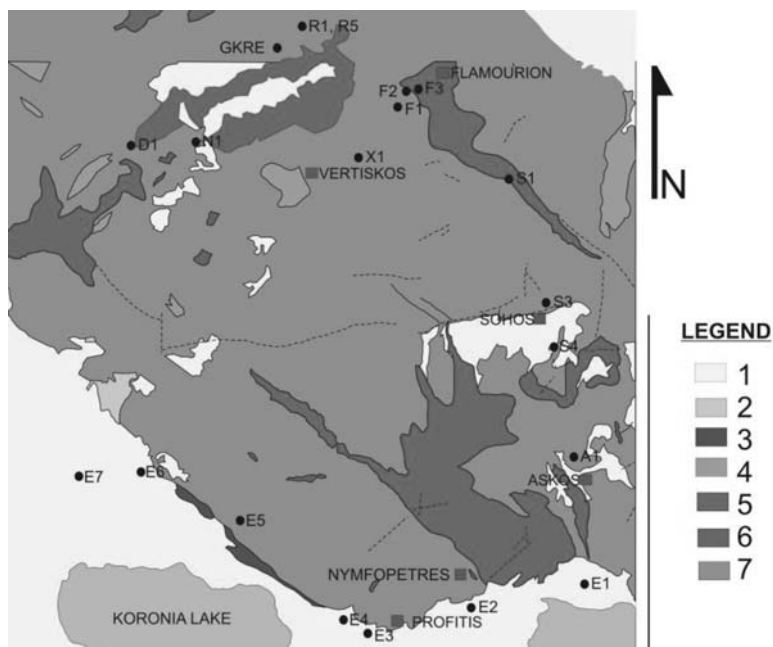 R1, R5
GKRE
FLAMOURION
F2
F3
F1
D1
N1
X1
VERTISKOS
S1
N
S3
SOHOS
S4
LEGEND
1
2
3
4
5
6
7
A1
ASKOS
E7
E6
E5
NYMFOPETRES
E1
E2
KORONIA LAKE
E4
PROFITIS
E3